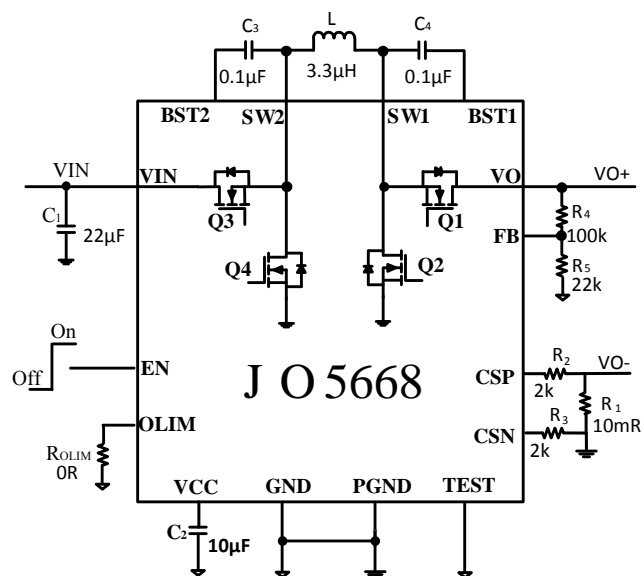 C3 L C4
0.1μF 3.3μH 0.1μF
BST2 SW2 SW1 BST1
VIN VIN VO VO+
C1 Q3 Q1 R4
22μF FB 100k
Q4 Q2 R5
22k
On
Off EN J O 5668 CSP R2 VO-
2k R1
OLIM CSN R3 10mR
ROLIM 2k
0R
VCC GND PGND TEST
C2 10μF